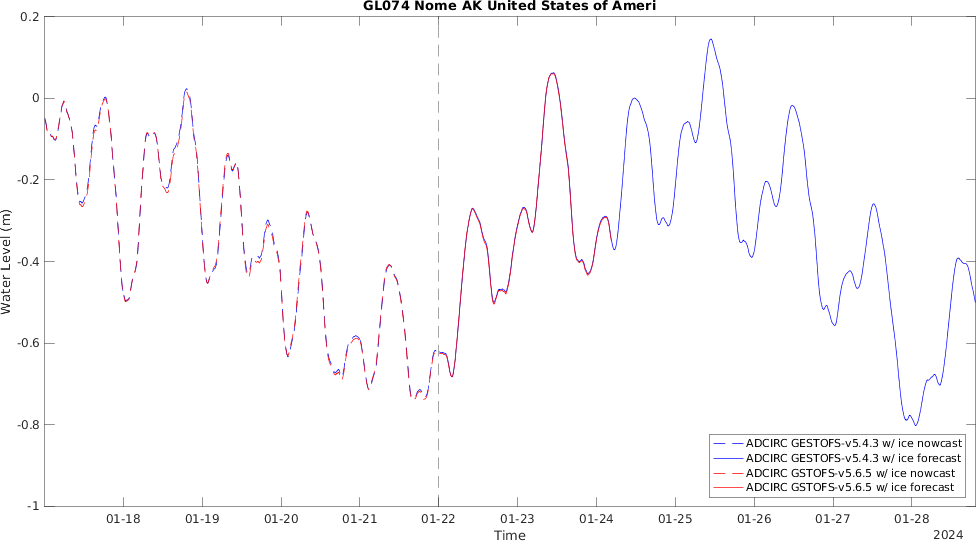 GL074 Nome AK United States of Ameri
0.2
0
-0.2
-0.4
-0.6
-0.8
-1
Water Level (m)
ADCIRC GESTOFS-v5.4.3 w/ ice nowcast
ADCIRC GESTOFS-v5.4.3 w/ ice forecast
ADCIRC GSTOFS-v5.6.5 w/ ice nowcast
ADCIRC GSTOFS-v5.6.5 w/ ice forecast
01-18 01-19 01-20 01-21 01-22 01-23 01-24 01-25 01-26 01-27 01-28
Time
2024